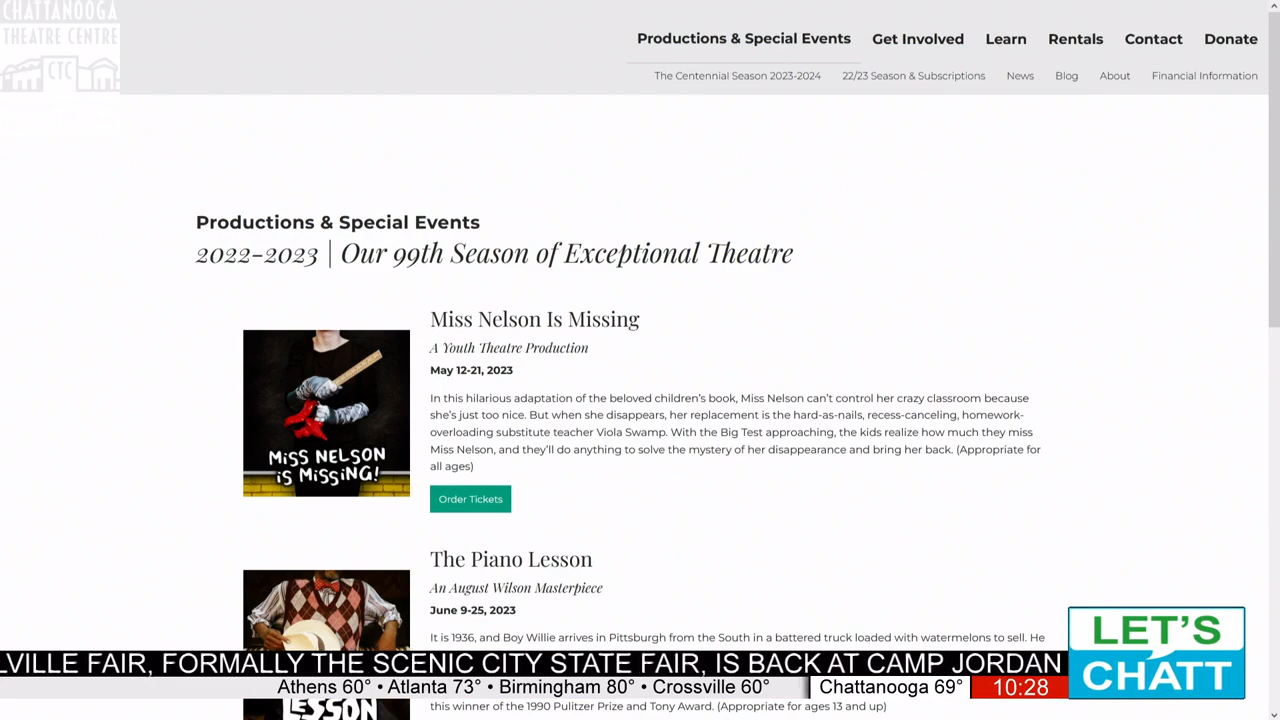 CHATTANOOGA
THEATRE CENTRE
CTC
Productions & Special Events Get Involved Learn Rentals Contact Donate
The Centennial Season 2023-2024 22/23 Season & Subscriptions News Blog About Financial Information
Productions & Special Events
2022-2023 | Our 99th Season of Exceptional Theatre
Miss Nelson Is Missing
A Youth Theatre Production
May 12-21, 2023
In this hilarious adaptation of the beloved children's book, Miss Nelson can't control her crazy classroom because
she's just too nice. But when she disappears, her replacement is the hard-as-nails, recess-canceling, homework-
overloading substitute teacher Viola Swamp. With the Big Test approaching, the kids realize how much they miss
Miss Nelson, and they'll do anything to solve the mystery of her disappearance and bring her back. (Appropriate for
all ages)
MISS NELSON
iS MiSSiNG!
Order Tickets
The Piano Lesson
An August Wilson Masterpiece
June 9-25, 2023
It is 1936, and Boy Willie arrives in Pittsburgh from the South in a battered truck loaded with watermelons to sell. He
LVILLE FAIR, FORMALLY THE SCENIC CITY STATE FAIR, IS BACK AT CAMP JORDAN
Athens 60° • Atlanta 73° • Birmingham 80° • Crossville 60° Chattanooga 69° 10:28
LET'S
CHATT
LESSON
this winner of the 1990 Pulitzer Prize and Tony Award. (Appropriate for ages 13 and up)